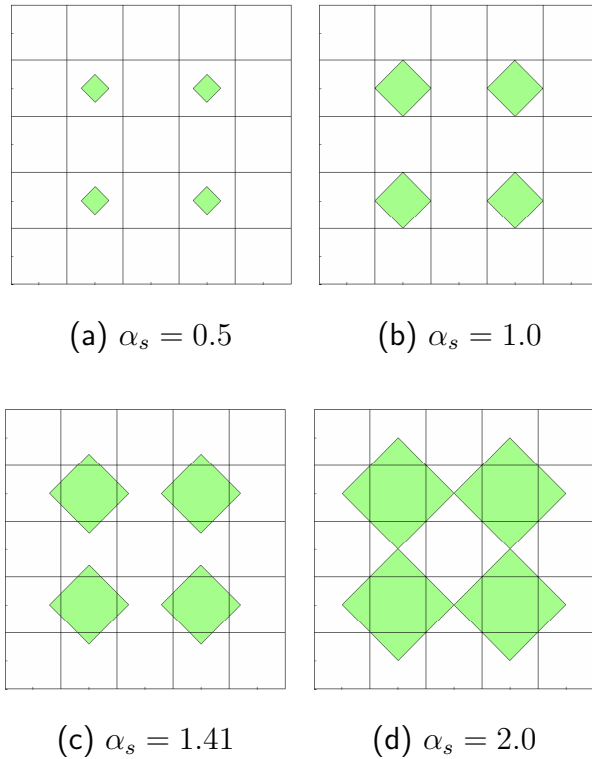 (a) αₛ = 0.5
(b) αₛ = 1.0
(c) αₛ = 1.41
(d) αₛ = 2.0